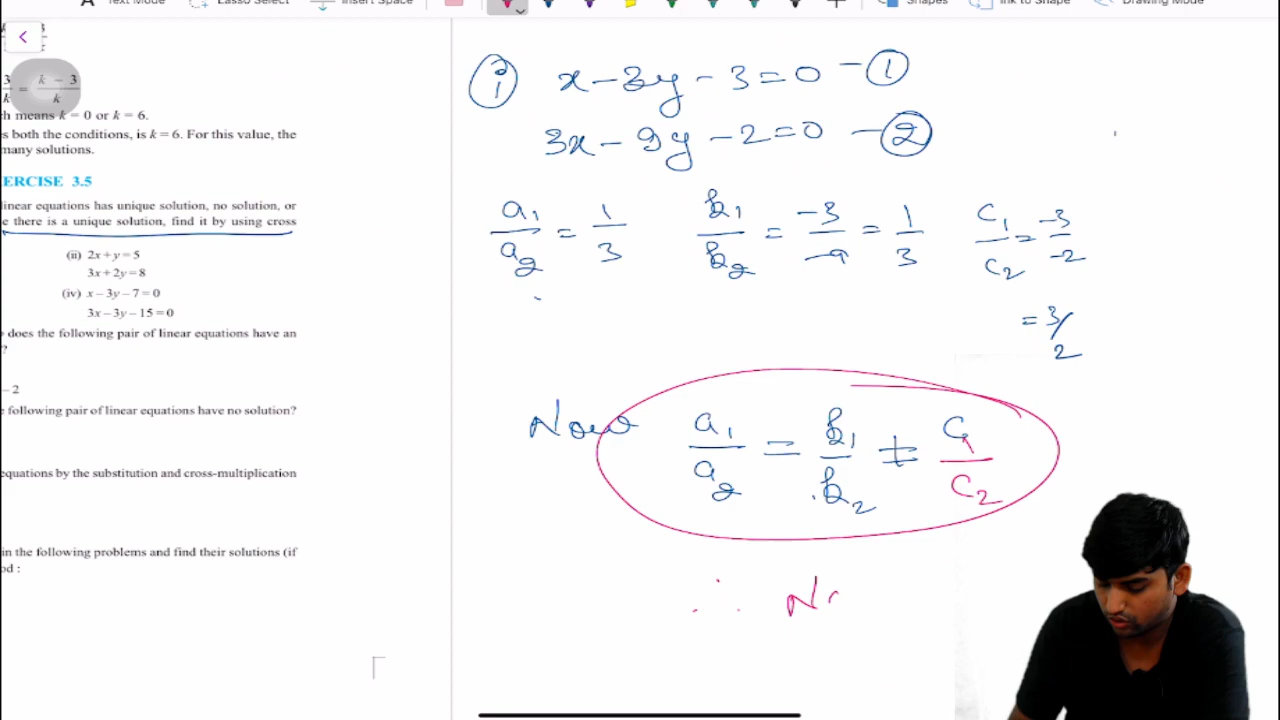 Text Mode Lasso Select Insert Space Shapes Ink to Shape Drawing Mode
3/k = k – 3/k
h means k = 0 or k = 6.
s both the conditions, is k = 6. For this value, the
many solutions.
ERCISE 3.5
linear equations has unique solution, no solution, or
e there is a unique solution, find it by using cross
(ii) 2x + y = 5
3x + 2y = 8
(iv) x – 3y – 7 = 0
3x – 3y – 15 = 0
does the following pair of linear equations have an
?
– 2
e following pair of linear equations have no solution?
equations by the substitution and cross-multiplication
in the following problems and find their solutions (if
od :
i x – 3y – 3 = 0 – 1
3x – 9y – 2 = 0 – 2
a1/a2 = 1/3 b1/b2 = –3/–9 = 1/3 c1/c2 = –3/–2
= 3/2
Now a1/a2 = b1/b2 ≠ c1/c2
∴ No